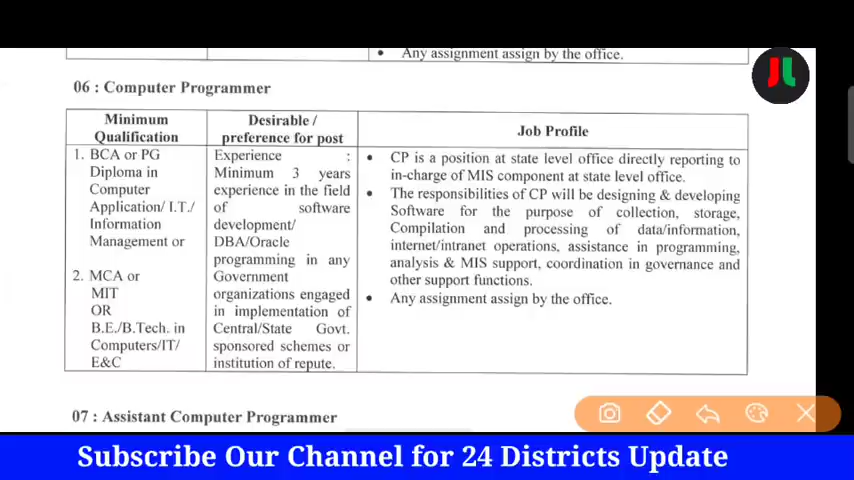 • Any assignment assign by the office.
06 : Computer Programmer
Minimum
Qualification
Desirable /
preference for post
Job Profile
1. BCA or PG
Diploma in
Computer
Application/ I.T./
Information
Management or
2. MCA or
MIT
OR
B.E./B.Tech. in
Computers/IT/
E&C
Experience :
Minimum 3 years
experience in the field
of software
development/
DBA/Oracle
programming in any
Government
organizations engaged
in implementation of
Central/State Govt.
sponsored schemes or
institution of repute.
• CP is a position at state level office directly reporting to
in-charge of MIS component at state level office.
• The responsibilities of CP will be designing & developing
Software for the purpose of collection, storage,
Compilation and processing of data/information,
internet/intranet operations, assistance in programming,
analysis & MIS support, coordination in governance and
other support functions.
• Any assignment assign by the office.
07 : Assistant Computer Programmer
Subscribe Our Channel for 24 Districts Update